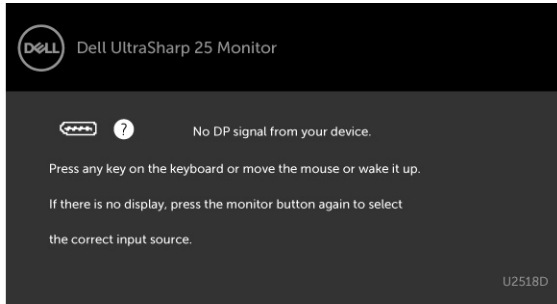 DELL Dell UltraSharp 25 Monitor
? No DP signal from your device.
Press any key on the keyboard or move the mouse or wake it up.
If there is no display, press the monitor button again to select
the correct input source.
U2518D